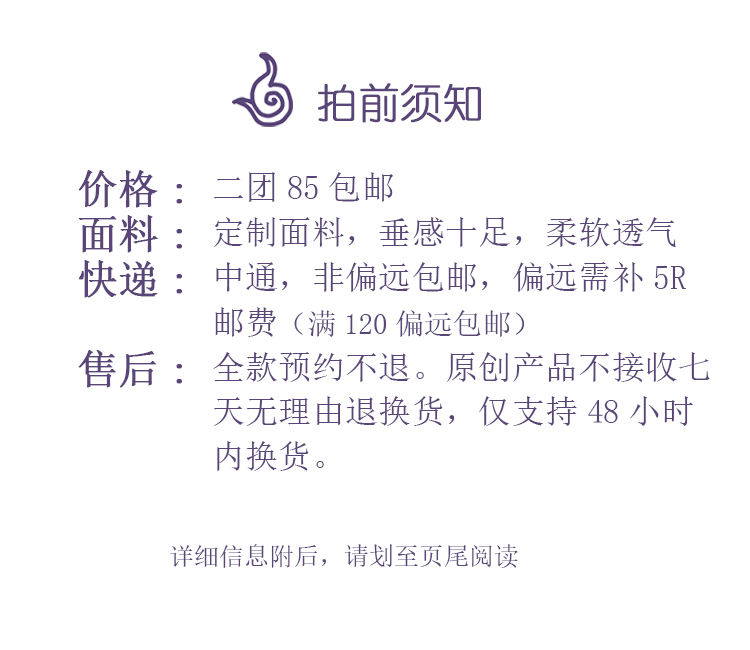 拍前须知
价格：二团 85 包邮
面料：定制面料，垂感十足，柔软透气
快递：中通，非偏远包邮，偏远需补 5R
邮费（满 120 偏远包邮）
售后：全款预约不退。原创产品不接收七
天无理由退换货，仅支持 48 小时
内换货。
详细信息附后，请划至页尾阅读